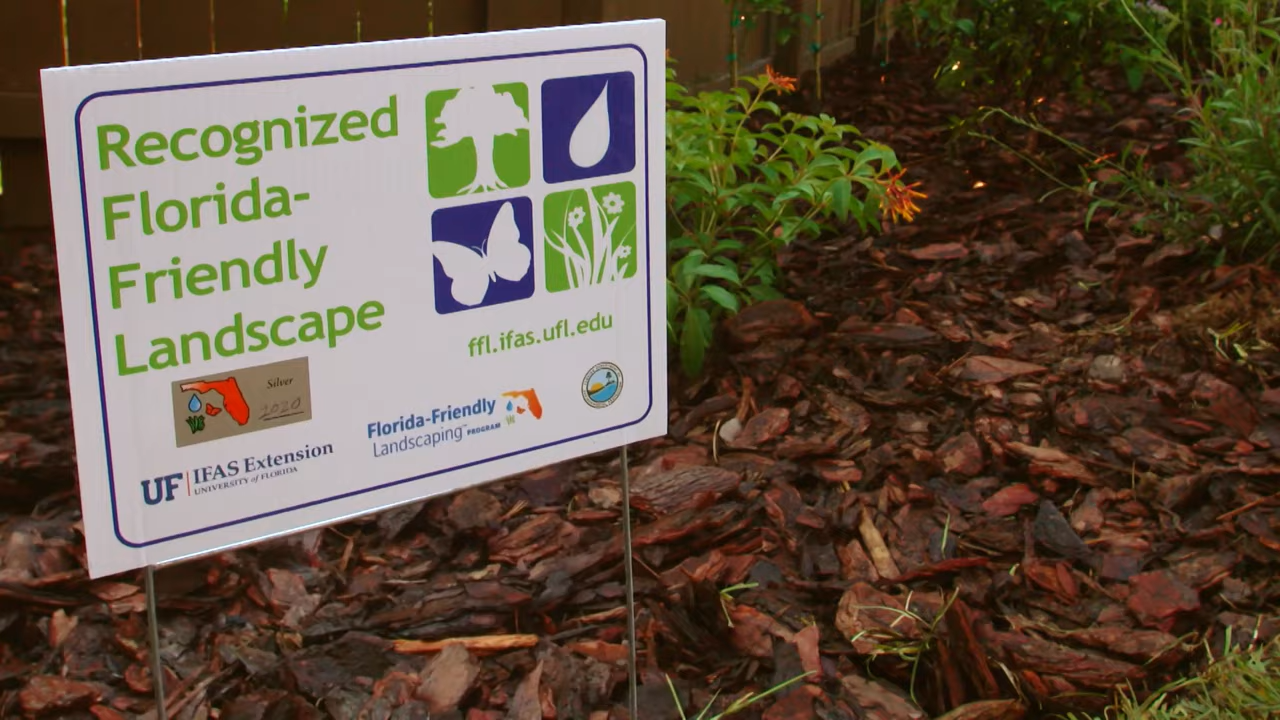 Recognized
Florida-
Friendly
Landscape
ffl.ifas.ufl.edu
Silver
2020
UF IFAS Extension
UNIVERSITY of FLORIDA
Florida-Friendly
Landscaping™ PROGRAM